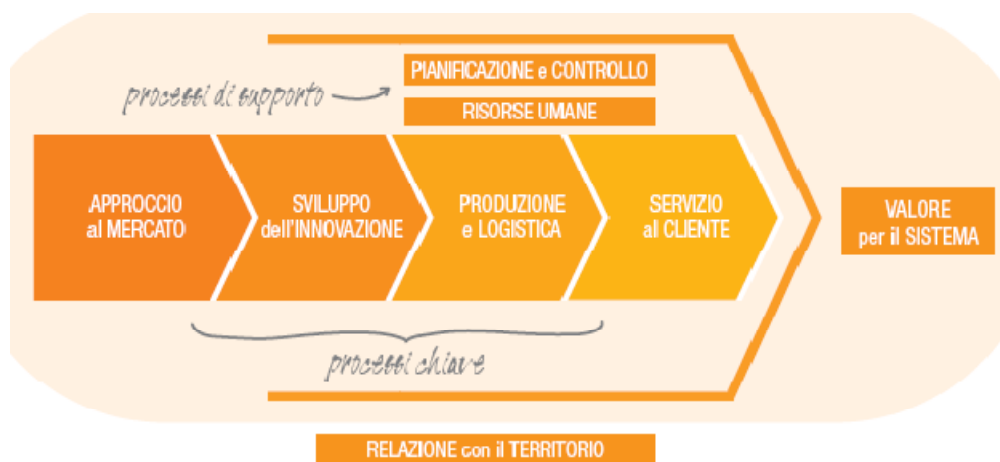 PIANIFICAZIONE e CONTROLLO
processi di supporto
RISORSE UMANE
APPROCCIO
al MERCATO
SVILUPPO
dell'INNOVAZIONE
PRODUZIONE
e LOGISTICA
SERVIZIO
al CLIENTE
VALORE
per il SISTEMA
processi chiave
RELAZIONE con il TERRITORIO